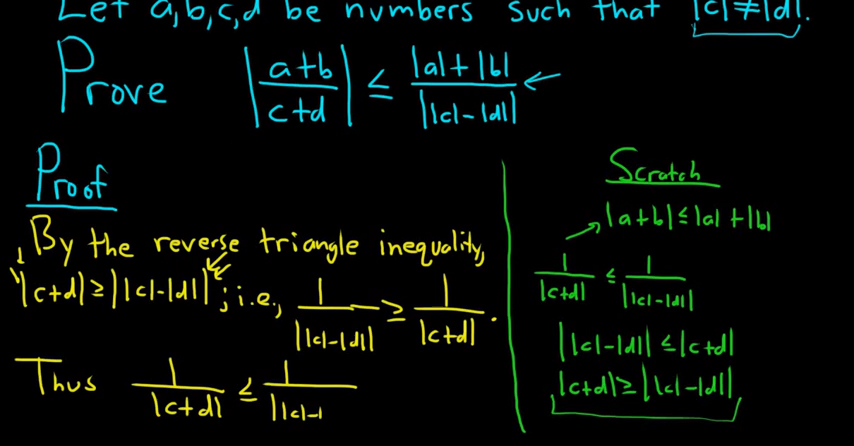 Let a,b,c,d be numbers such that |c|≠|d|.
Prove |a+b/c+d| ≤ |a|+|b|/||c|-|d||
Proof
By the reverse triangle inequality,
|c+d| ≥ ||c|-|d||; i.e., 1/||c|-|d|| ≥ 1/|c+d|.
Thus 1/|c+d| ≤ 1/||c|-|
Scratch
|a+b| ≤ |a|+|b|
1/|c+d| ≤ 1/||c|-|d||
||c|-|d|| ≤ |c+d|
|c+d| ≥ ||c|-|d||